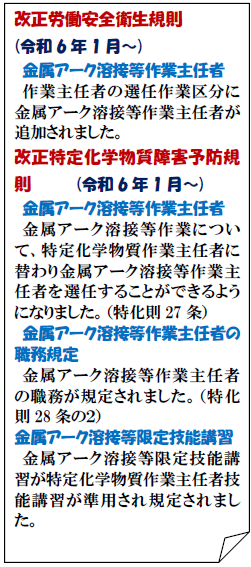 改正労働安全衛生規則
(令和６年１月～)
金属アーク溶接等作業主任者
作業主任者の選任作業区分に
金属アーク溶接等作業主任者が
追加されました。
改正特定化学物質障害予防規
則　(令和６年１月～)
金属アーク溶接等作業主任者
金属アーク溶接等作業につい
て、特定化学物質作業主任者に
替わり金属アーク溶接等作業主
任者を選任することができるよう
になりました。（特化則 27 条）
金属アーク溶接等作業主任者の
職務規定
金属アーク溶接等作業主任者
の職務が規定されました。（特化
則 28 条の2）
金属アーク溶接等限定技能講習
金属アーク溶接等限定技能講
習が特定化学物質作業主任者技
能講習が準用され規定されまし
た。